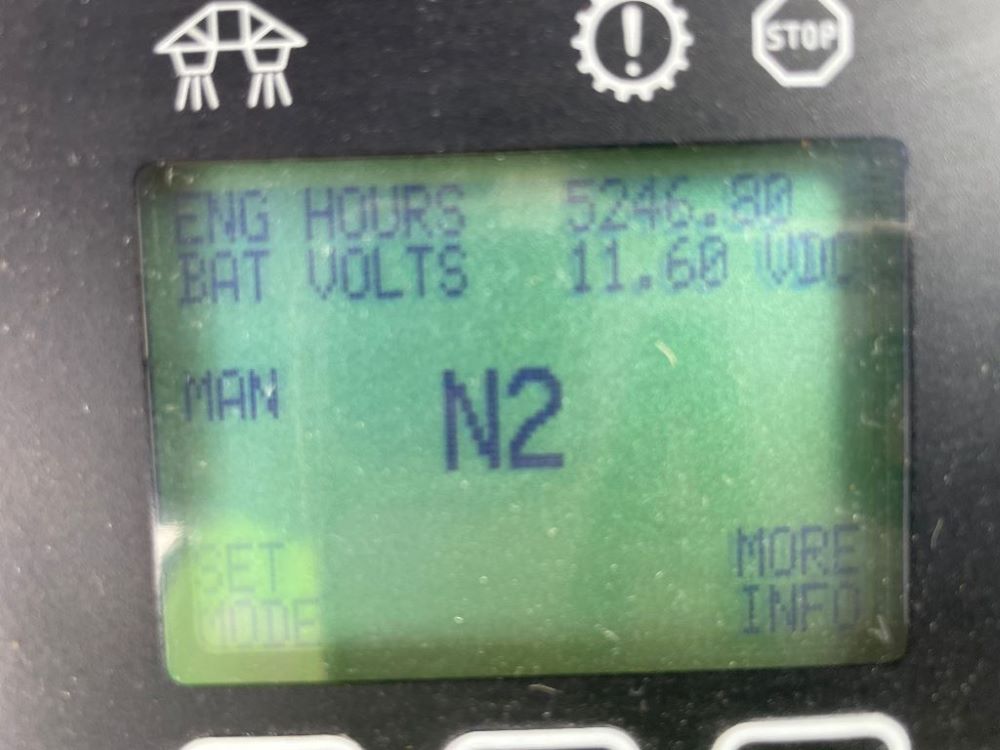 STOP
ENG HOURS 5246.80
BAT VOLTS 11.60 VDC
MAN N2
SET MORE
MODE INFO